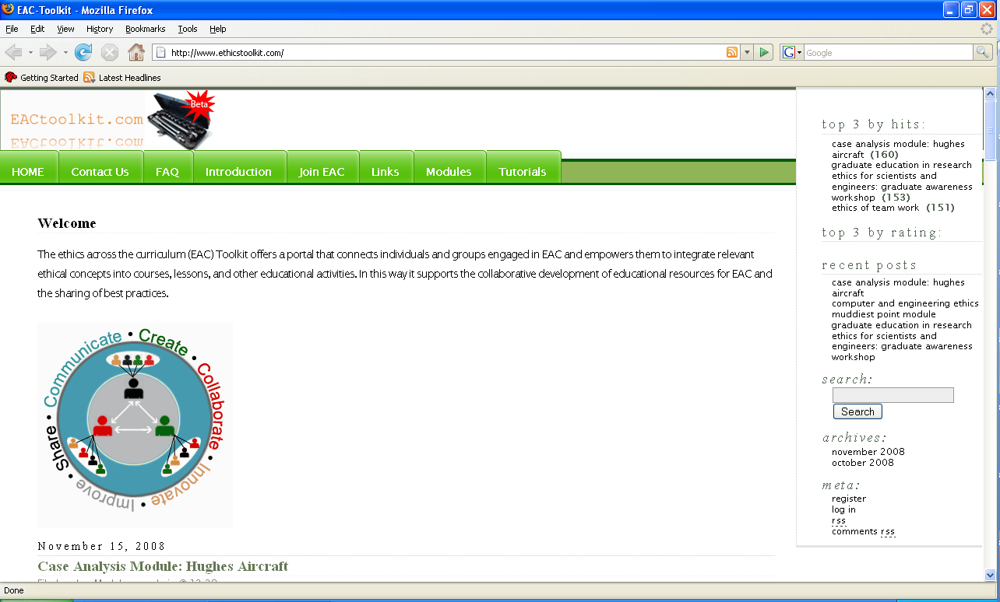 EAC-Toolkit - Mozilla Firefox
File Edit View History Bookmarks Tools Help
http://www.ethicstoolkit.com/
G Google
Getting Started Latest Headlines
EACtoolkit.com
Beta
HOME Contact Us FAQ Introduction Join EAC Links Modules Tutorials
Welcome
The ethics across the curriculum (EAC) Toolkit offers a portal that connects individuals and groups engaged in EAC and empowers them to integrate relevant
ethical concepts into courses, lessons, and other educational activities. In this way it supports the collaborative development of educational resources for EAC and
the sharing of best practices.
Communicate • Create • Collaborate • Innovate • Improve • Share •
November 15, 2008
Case Analysis Module: Hughes Aircraft
top 3 by hits:
case analysis module: hughes
aircraft (160)
graduate education in research
ethics for scientists and
engineers: graduate awareness
workshop (153)
ethics of team work (151)
top 3 by rating:
recent posts
case analysis module: hughes
aircraft
computer and engineering ethics
muddiest point module
graduate education in research
ethics for scientists and
engineers: graduate awareness
workshop
search:
Search
archives:
november 2008
october 2008
meta:
register
log in
rss
comments rss
Done